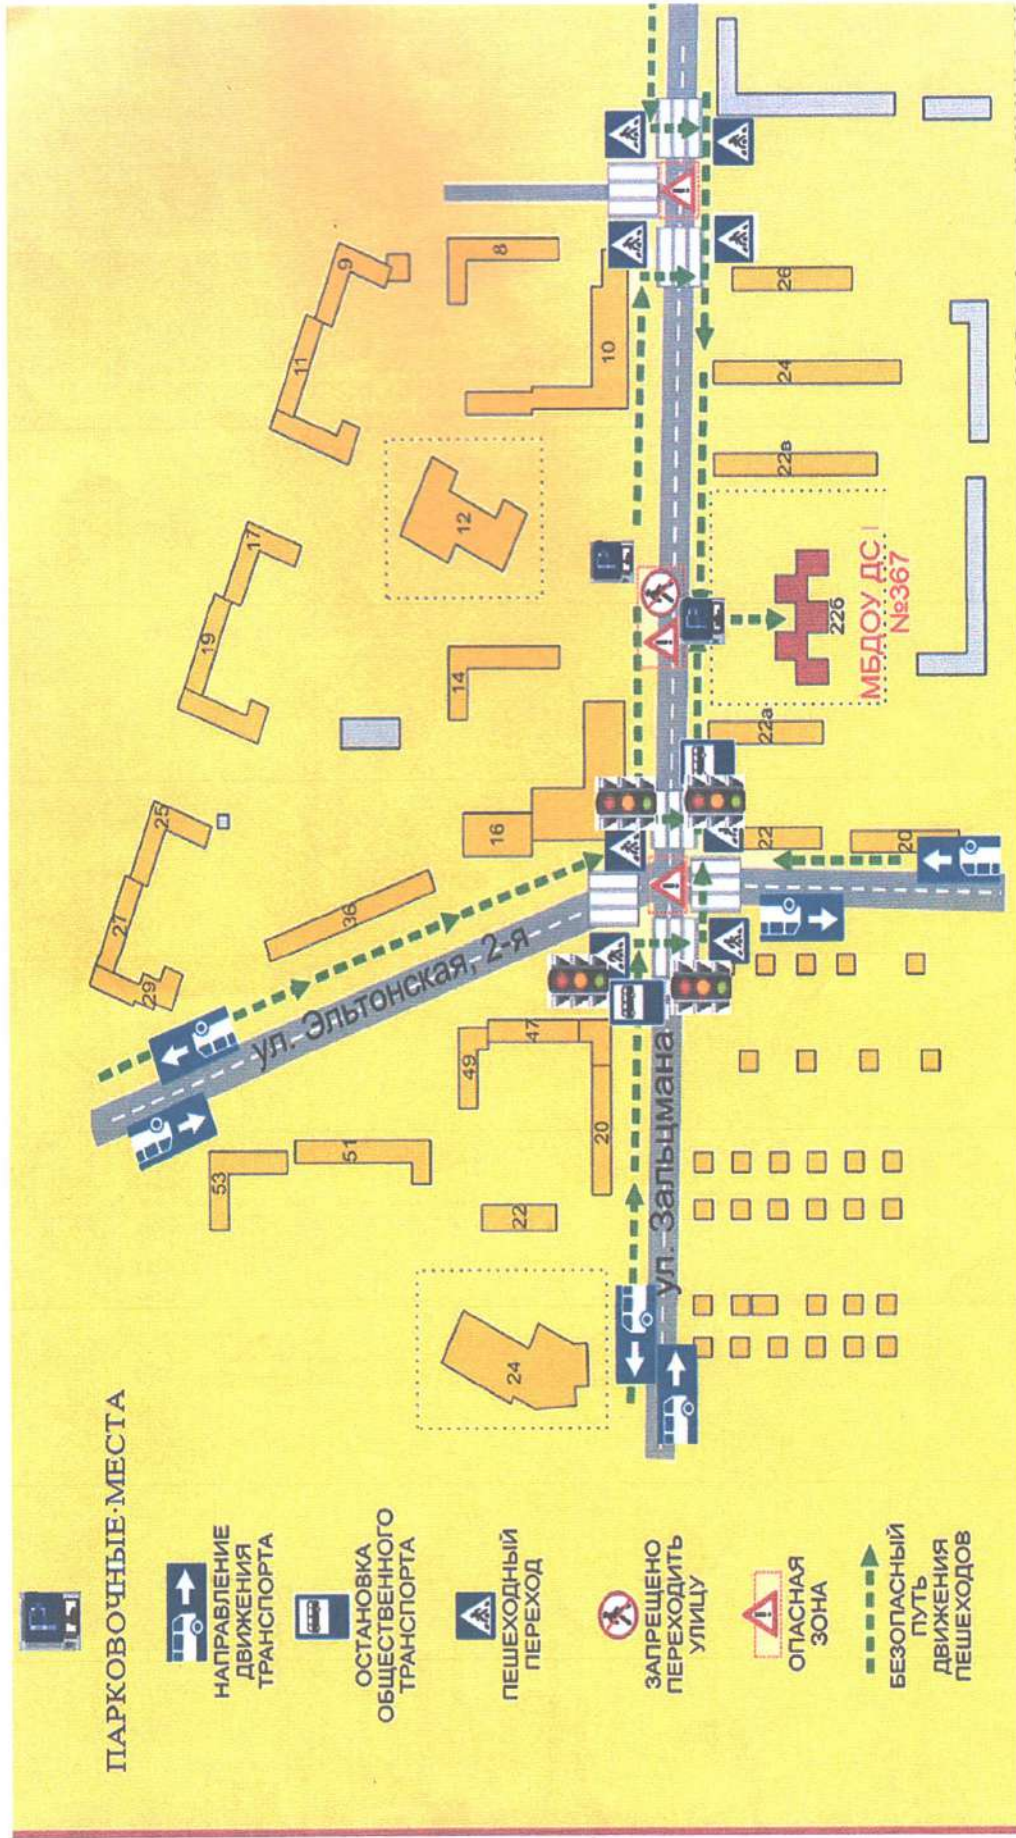 ПАРКОВОЧНЫЕ·МЕСТА
НАПРАВЛЕНИЕ
ДВИЖЕНИЯ
ТРАНСПОРТА
ОСТАНОВКА
ОБЩЕСТВЕННОГО
ТРАНСПОРТА
ПЕШЕХОДНЫЙ
ПЕРЕХОД
ЗАПРЕЩЕНО
ПЕРЕХОДИТЬ
УЛИЦУ
ОПАСНАЯ
ЗОНА
БЕЗОПАСНЫЙ
ПУТЬ
ДВИЖЕНИЯ
ПЕШЕХОДОВ
29
27
25
19
17
11
9
53
51
36
49
47
16
14
12
8
10
24
22
20
ул. Эльтонская, 2-я
ул. Зальцмана
P
P
20
22
22а
22б
МБДОУ ДС
№367
22в
24
26